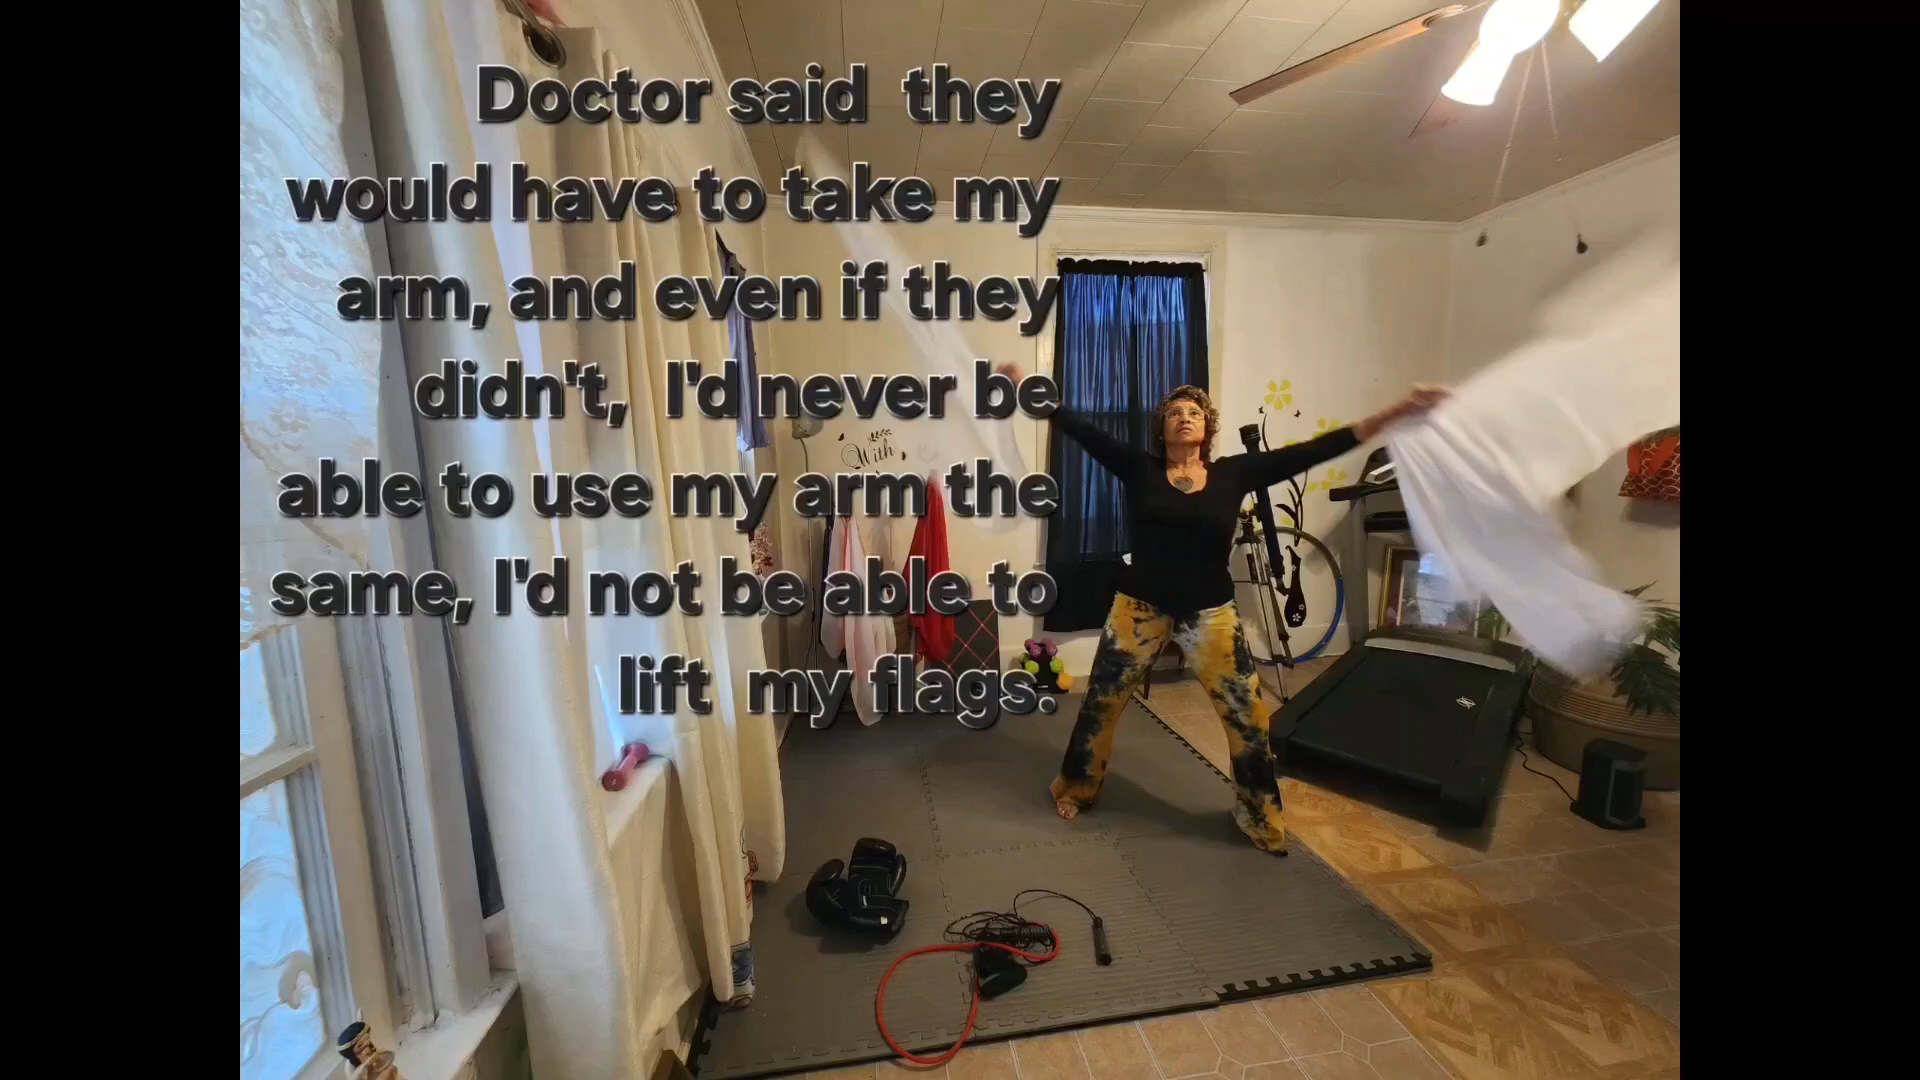 Doctor said they
would have to take my
arm, and even if they
didn't, I'd never be
able to use my arm the
same, I'd not be able to
lift my flags.
With